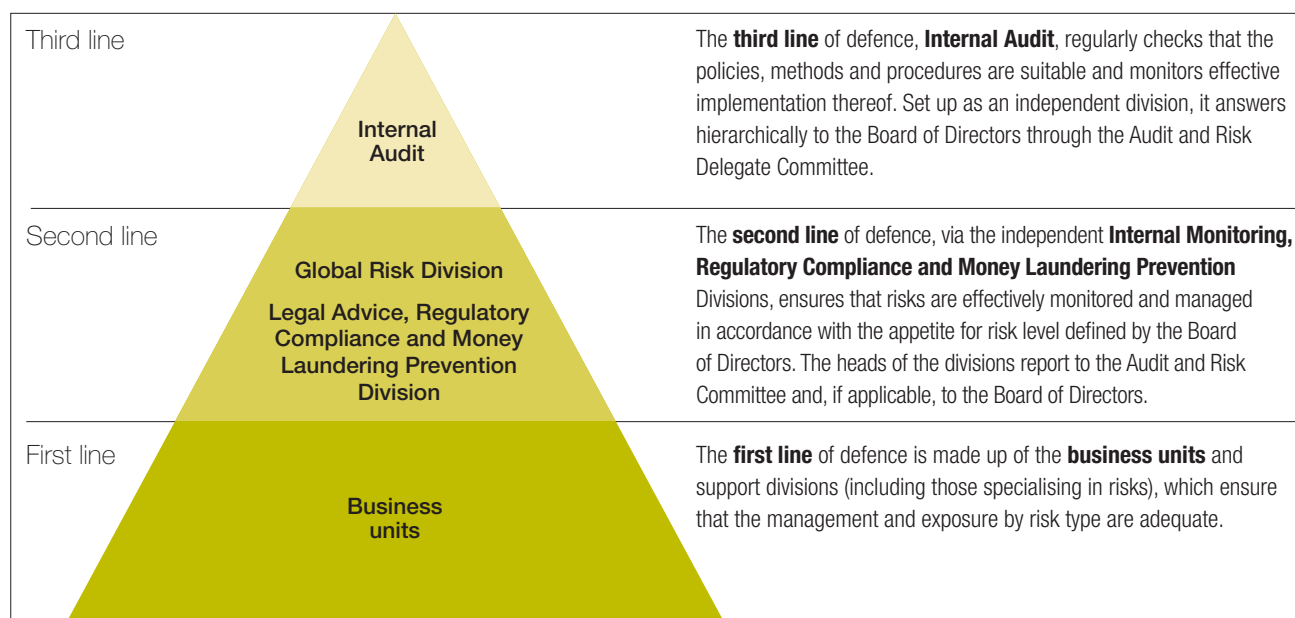 Third line
Internal
Audit
The third line of defence, Internal Audit, regularly checks that the
policies, methods and procedures are suitable and monitors effective
implementation thereof. Set up as an independent division, it answers
hierarchically to the Board of Directors through the Audit and Risk
Delegate Committee.
Second line
Global Risk Division
Legal Advice, Regulatory
Compliance and Money
Laundering Prevention
Division
The second line of defence, via the independent Internal Monitoring,
Regulatory Compliance and Money Laundering Prevention
Divisions, ensures that risks are effectively monitored and managed
in accordance with the appetite for risk level defined by the Board
of Directors. The heads of the divisions report to the Audit and Risk
Committee and, if applicable, to the Board of Directors.
First line
Business
units
The first line of defence is made up of the business units and
support divisions (including those specialising in risks), which ensure
that the management and exposure by risk type are adequate.